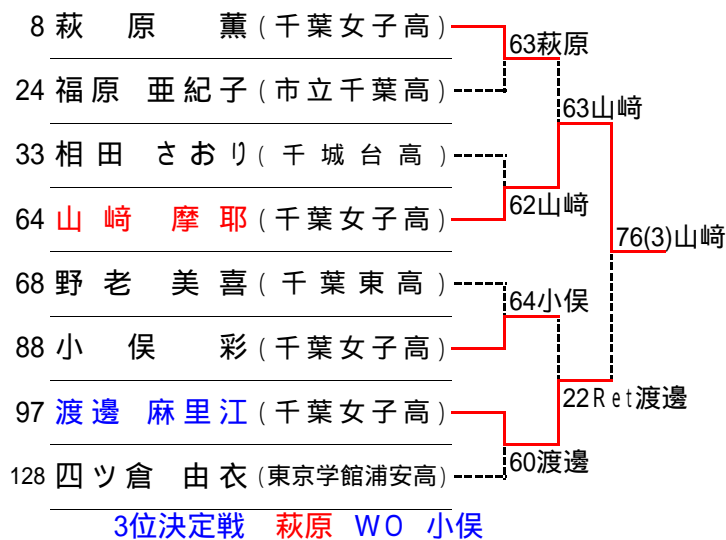 8 萩原 薫 (千葉女子高)
63萩原
24 福原 亜紀子 (市立千葉高)
63山﨑
33 相田 さおり (千城台高)
62山﨑
64 山﨑 摩耶 (千葉女子高)
76(3)山﨑
68 野老 美喜 (千葉東高)
64小俣
88 小俣 彩 (千葉女子高)
22Ret渡邊
97 渡邊 麻里江 (千葉女子高)
60渡邊
128 四ツ倉 由衣 (東京学館浦安高)
3位決定戦 萩原 WO 小俣